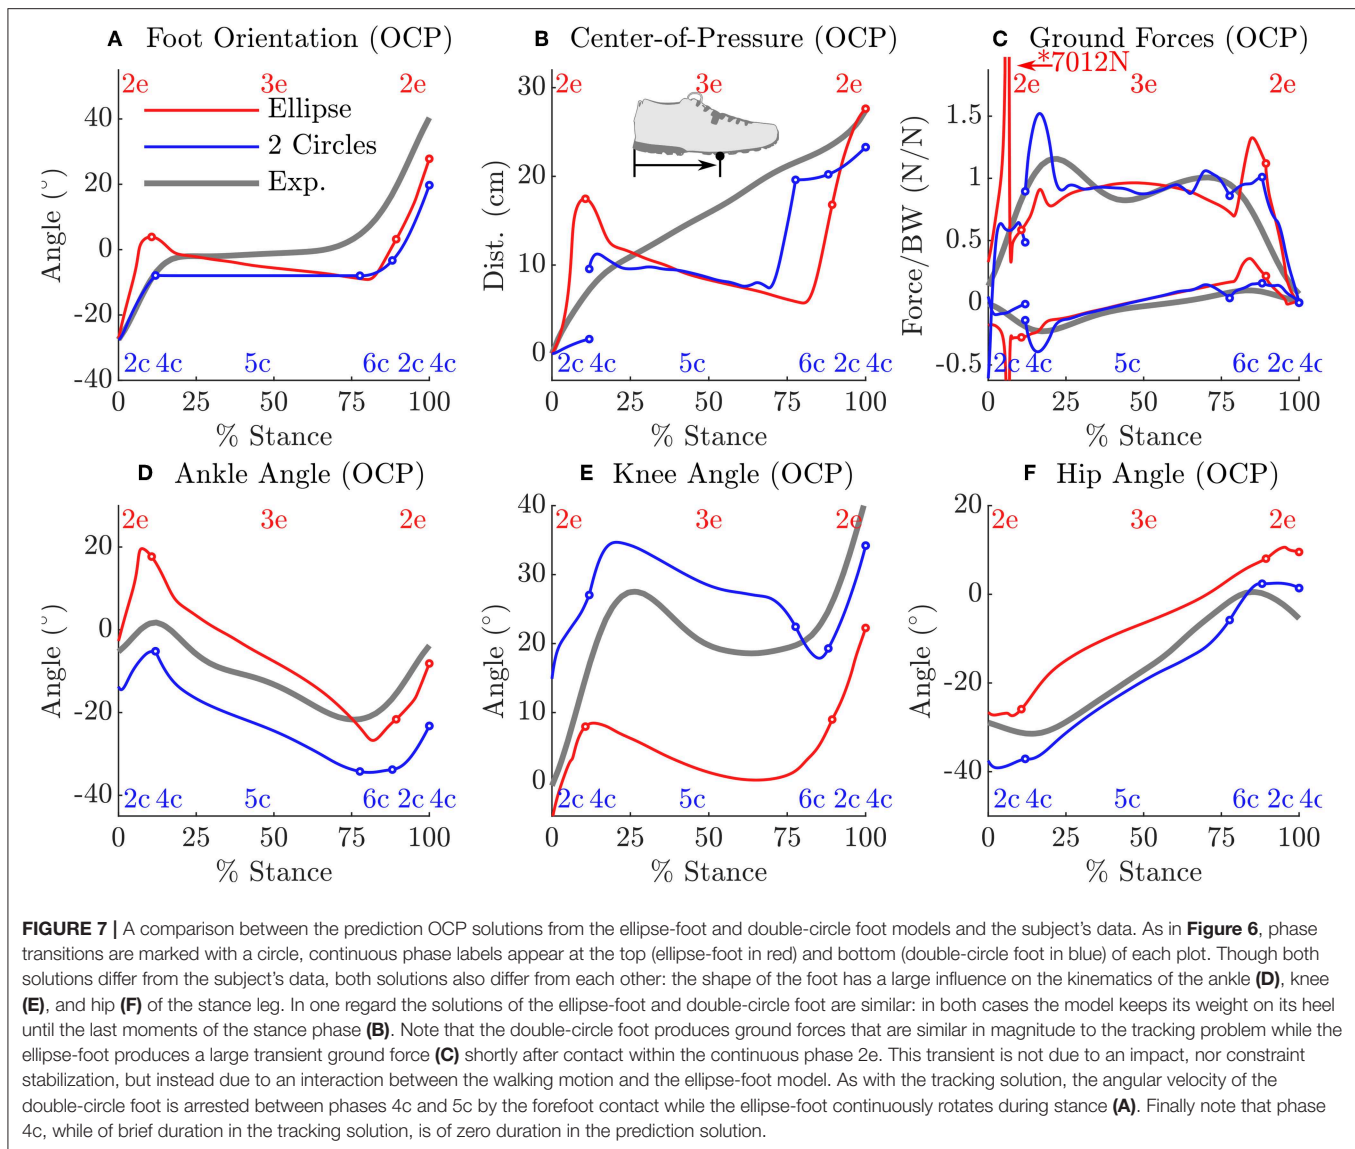 A Foot Orientation (OCP)
B Center-of-Pressure (OCP)
C Ground Forces (OCP)
2e 3e 2e
Ellipse
2 Circles
Exp.
Angle (°)
40
20
0
-20
-40
2c 4c 5c 6c 2c 4c
0 25 50 75 100
% Stance
2e 3e 2e
Dist. (cm)
30
20
10
0
2c 4c 5c 6c 2c 4c
0 25 50 75 100
% Stance
*7012N
2e 3e 2e
Force/BW (N/N)
1.5
1
0.5
0
-0.5
2c 4c 5c 6c 2c 4c
0 25 50 75 100
% Stance
D Ankle Angle (OCP)
E Knee Angle (OCP)
F Hip Angle (OCP)
2e 3e 2e
Angle (°)
20
0
-20
-40
2c 4c 5c 6c 2c 4c
0 25 50 75 100
% Stance
2e 3e 2e
Angle (°)
40
30
20
10
0
2c 4c 5c 6c 2c 4c
0 25 50 75 100
% Stance
2e 3e 2e
Angle (°)
20
0
-20
-40
2c 4c 5c 6c 2c 4c
0 25 50 75 100
% Stance
FIGURE 7 | A comparison between the prediction OCP solutions from the ellipse-foot and double-circle foot models and the subject's data. As in Figure 6, phase
transitions are marked with a circle, continuous phase labels appear at the top (ellipse-foot in red) and bottom (double-circle foot in blue) of each plot. Though both
solutions differ from the subject's data, both solutions also differ from each other: the shape of the foot has a large influence on the kinematics of the ankle (D), knee
(E), and hip (F) of the stance leg. In one regard the solutions of the ellipse-foot and double-circle foot are similar: in both cases the model keeps its weight on its heel
until the last moments of the stance phase (B). Note that the double-circle foot produces ground forces that are similar in magnitude to the tracking problem while the
ellipse-foot produces a large transient ground force (C) shortly after contact within the continuous phase 2e. This transient is not due to an impact, nor constraint
stabilization, but instead due to an interaction between the walking motion and the ellipse-foot model. As with the tracking solution, the angular velocity of the
double-circle foot is arrested between phases 4c and 5c by the forefoot contact while the ellipse-foot continuously rotates during stance (A). Finally note that phase
4c, while of brief duration in the tracking solution, is of zero duration in the prediction solution.